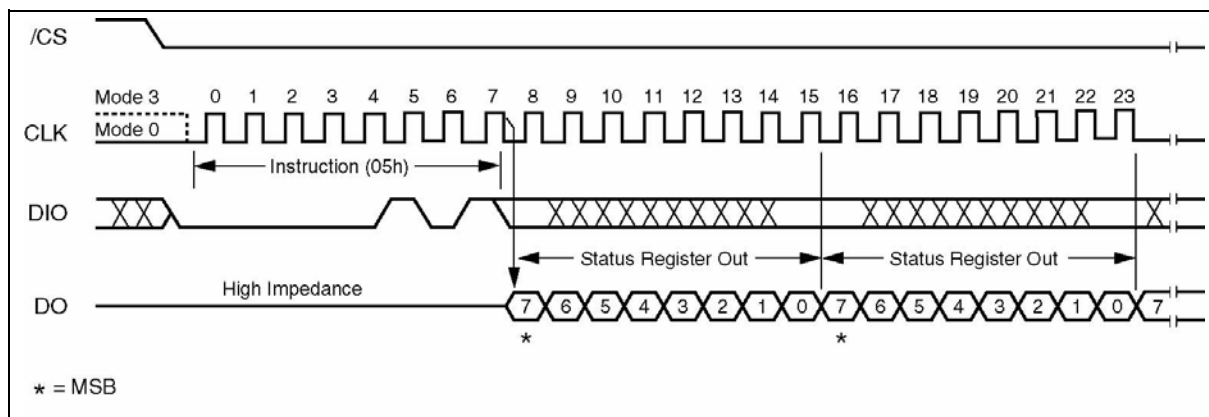 /CS
Mode 3
0 1 2 3 4 5 6 7 8 9 10 11 12 13 14 15 16 17 18 19 20 21 22 23
CLK
Mode 0
Instruction (05h)
DIO
Status Register Out
Status Register Out
High Impedance
DO
7 6 5 4 3 2 1 0 7 6 5 4 3 2 1 0 7
* *
* = MSB